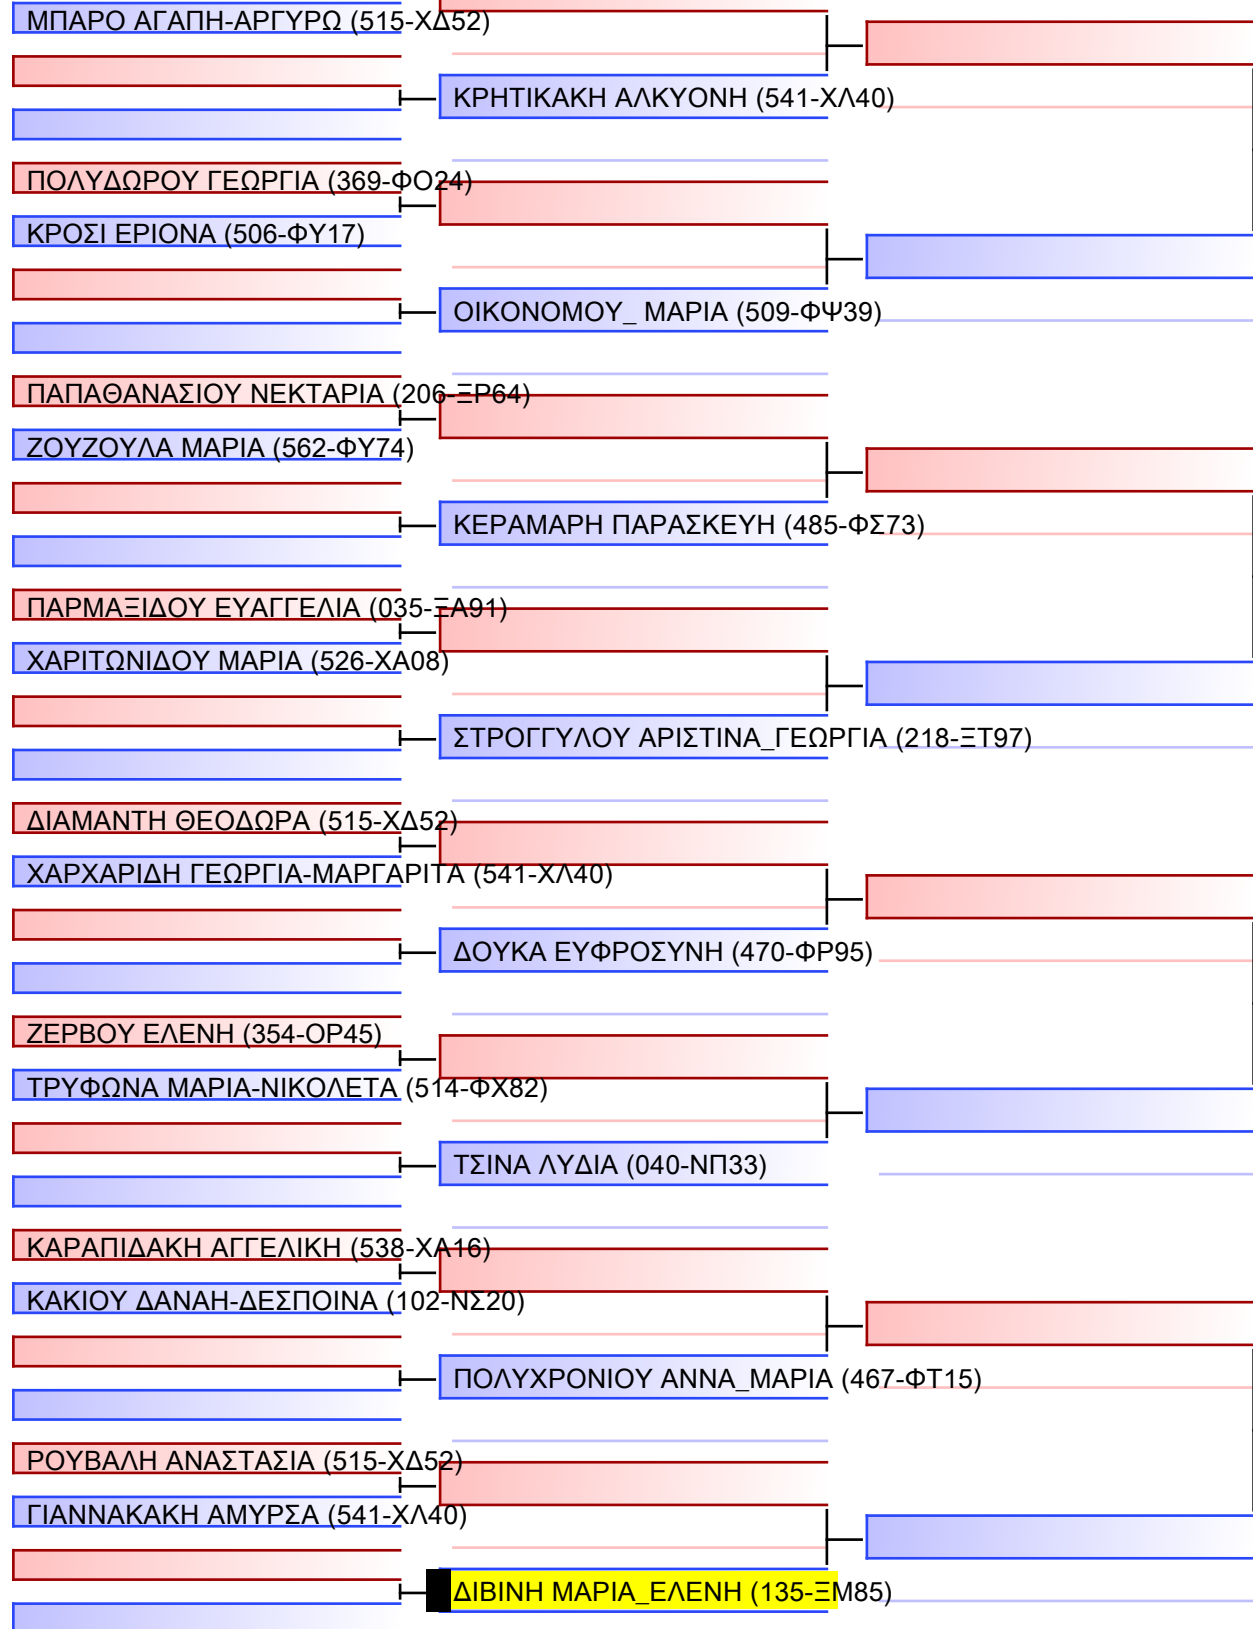 ΜΠΑΡΟ ΑΓΑΠΗ-ΑΡΓΥΡΩ (515-ΧΔ52)
ΚΡΗΤΙΚΑΚΗ ΑΛΚΥΟΝΗ (541-ΧΛ40)
ΠΟΛΥΔΩΡΟΥ ΓΕΩΡΓΙΑ (369-ΦΟ24)
ΚΡΟΣΙ ΕΡΙΟΝΑ (506-ΦΥ17)
ΟΙΚΟΝΟΜΟΥ_ ΜΑΡΙΑ (509-ΦΨ39)
ΠΑΠΑΘΑΝΑΣΙΟΥ ΝΕΚΤΑΡΙΑ (206-ΞΡ64)
ΖΟΥΖΟΥΛΑ ΜΑΡΙΑ (562-ΦΥ74)
ΚΕΡΑΜΑΡΗ ΠΑΡΑΣΚΕΥΗ (485-ΦΣ73)
ΠΑΡΜΑΞΙΔΟΥ ΕΥΑΓΓΕΛΙΑ (035-ΞΑ91)
ΧΑΡΙΤΩΝΙΔΟΥ ΜΑΡΙΑ (526-ΧΑ08)
ΣΤΡΟΓΓΥΛΟΥ ΑΡΙΣΤΙΝΑ_ΓΕΩΡΓΙΑ (218-ΞΤ97)
ΔΙΑΜΑΝΤΗ ΘΕΟΔΩΡΑ (515-ΧΔ52)
ΧΑΡΧΑΡΙΔΗ ΓΕΩΡΓΙΑ-ΜΑΡΓΑΡΙΤΑ (541-ΧΛ40)
ΔΟΥΚΑ ΕΥΦΡΟΣΥΝΗ (470-ΦΡ95)
ΖΕΡΒΟΥ ΕΛΕΝΗ (354-ΟΡ45)
ΤΡΥΦΩΝΑ ΜΑΡΙΑ-ΝΙΚΟΛΕΤΑ (514-ΦΧ82)
ΤΣΙΝΑ ΛΥΔΙΑ (040-ΝΠ33)
ΚΑΡΑΠΙΔΑΚΗ ΑΓΓΕΛΙΚΗ (538-ΧΑ16)
ΚΑΚΙΟΥ ΔΑΝΑΗ-ΔΕΣΠΟΙΝΑ (102-ΝΣ20)
ΠΟΛΥΧΡΟΝΙΟΥ ΑΝΝΑ_ΜΑΡΙΑ (467-ΦΤ15)
ΡΟΥΒΑΛΗ ΑΝΑΣΤΑΣΙΑ (515-ΧΔ52)
ΓΙΑΝΝΑΚΑΚΗ ΑΜΥΡΣΑ (541-ΧΛ40)
ΔΙΒΙΝΗ ΜΑΡΙΑ_ΕΛΕΝΗ (135-ΞΜ85)